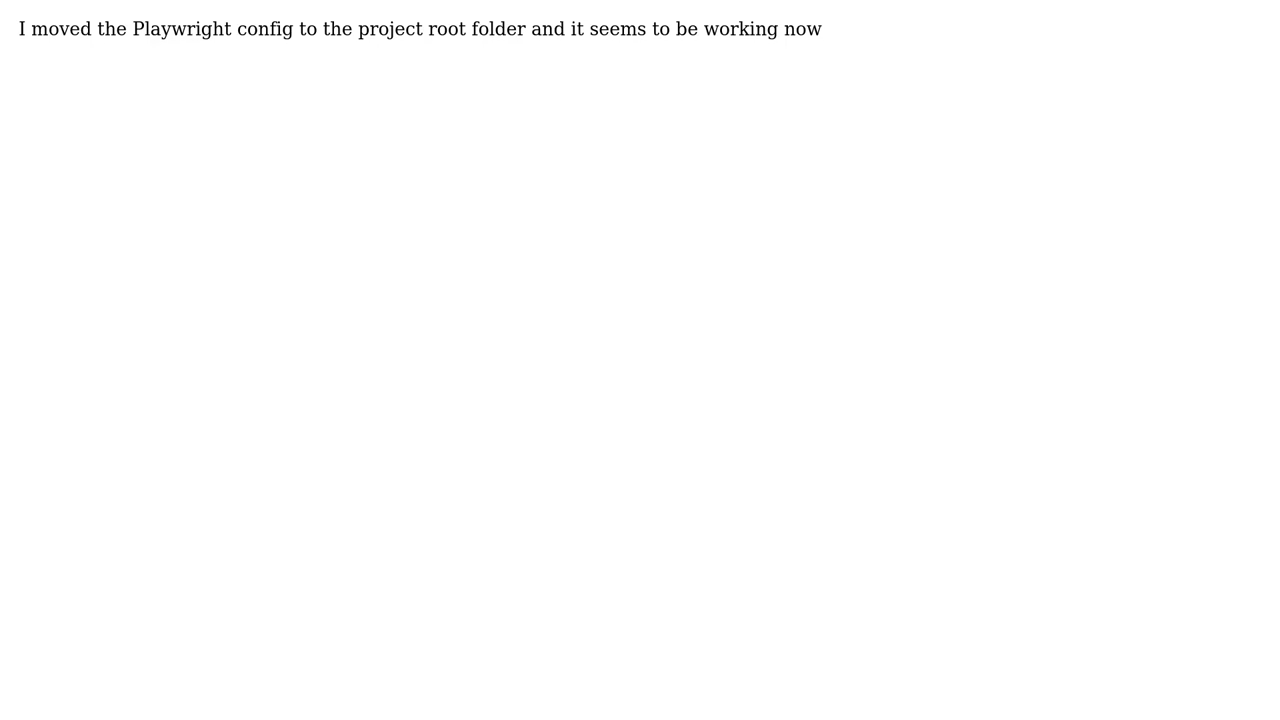 I moved the Playwright config to the project root folder and it seems to be working now